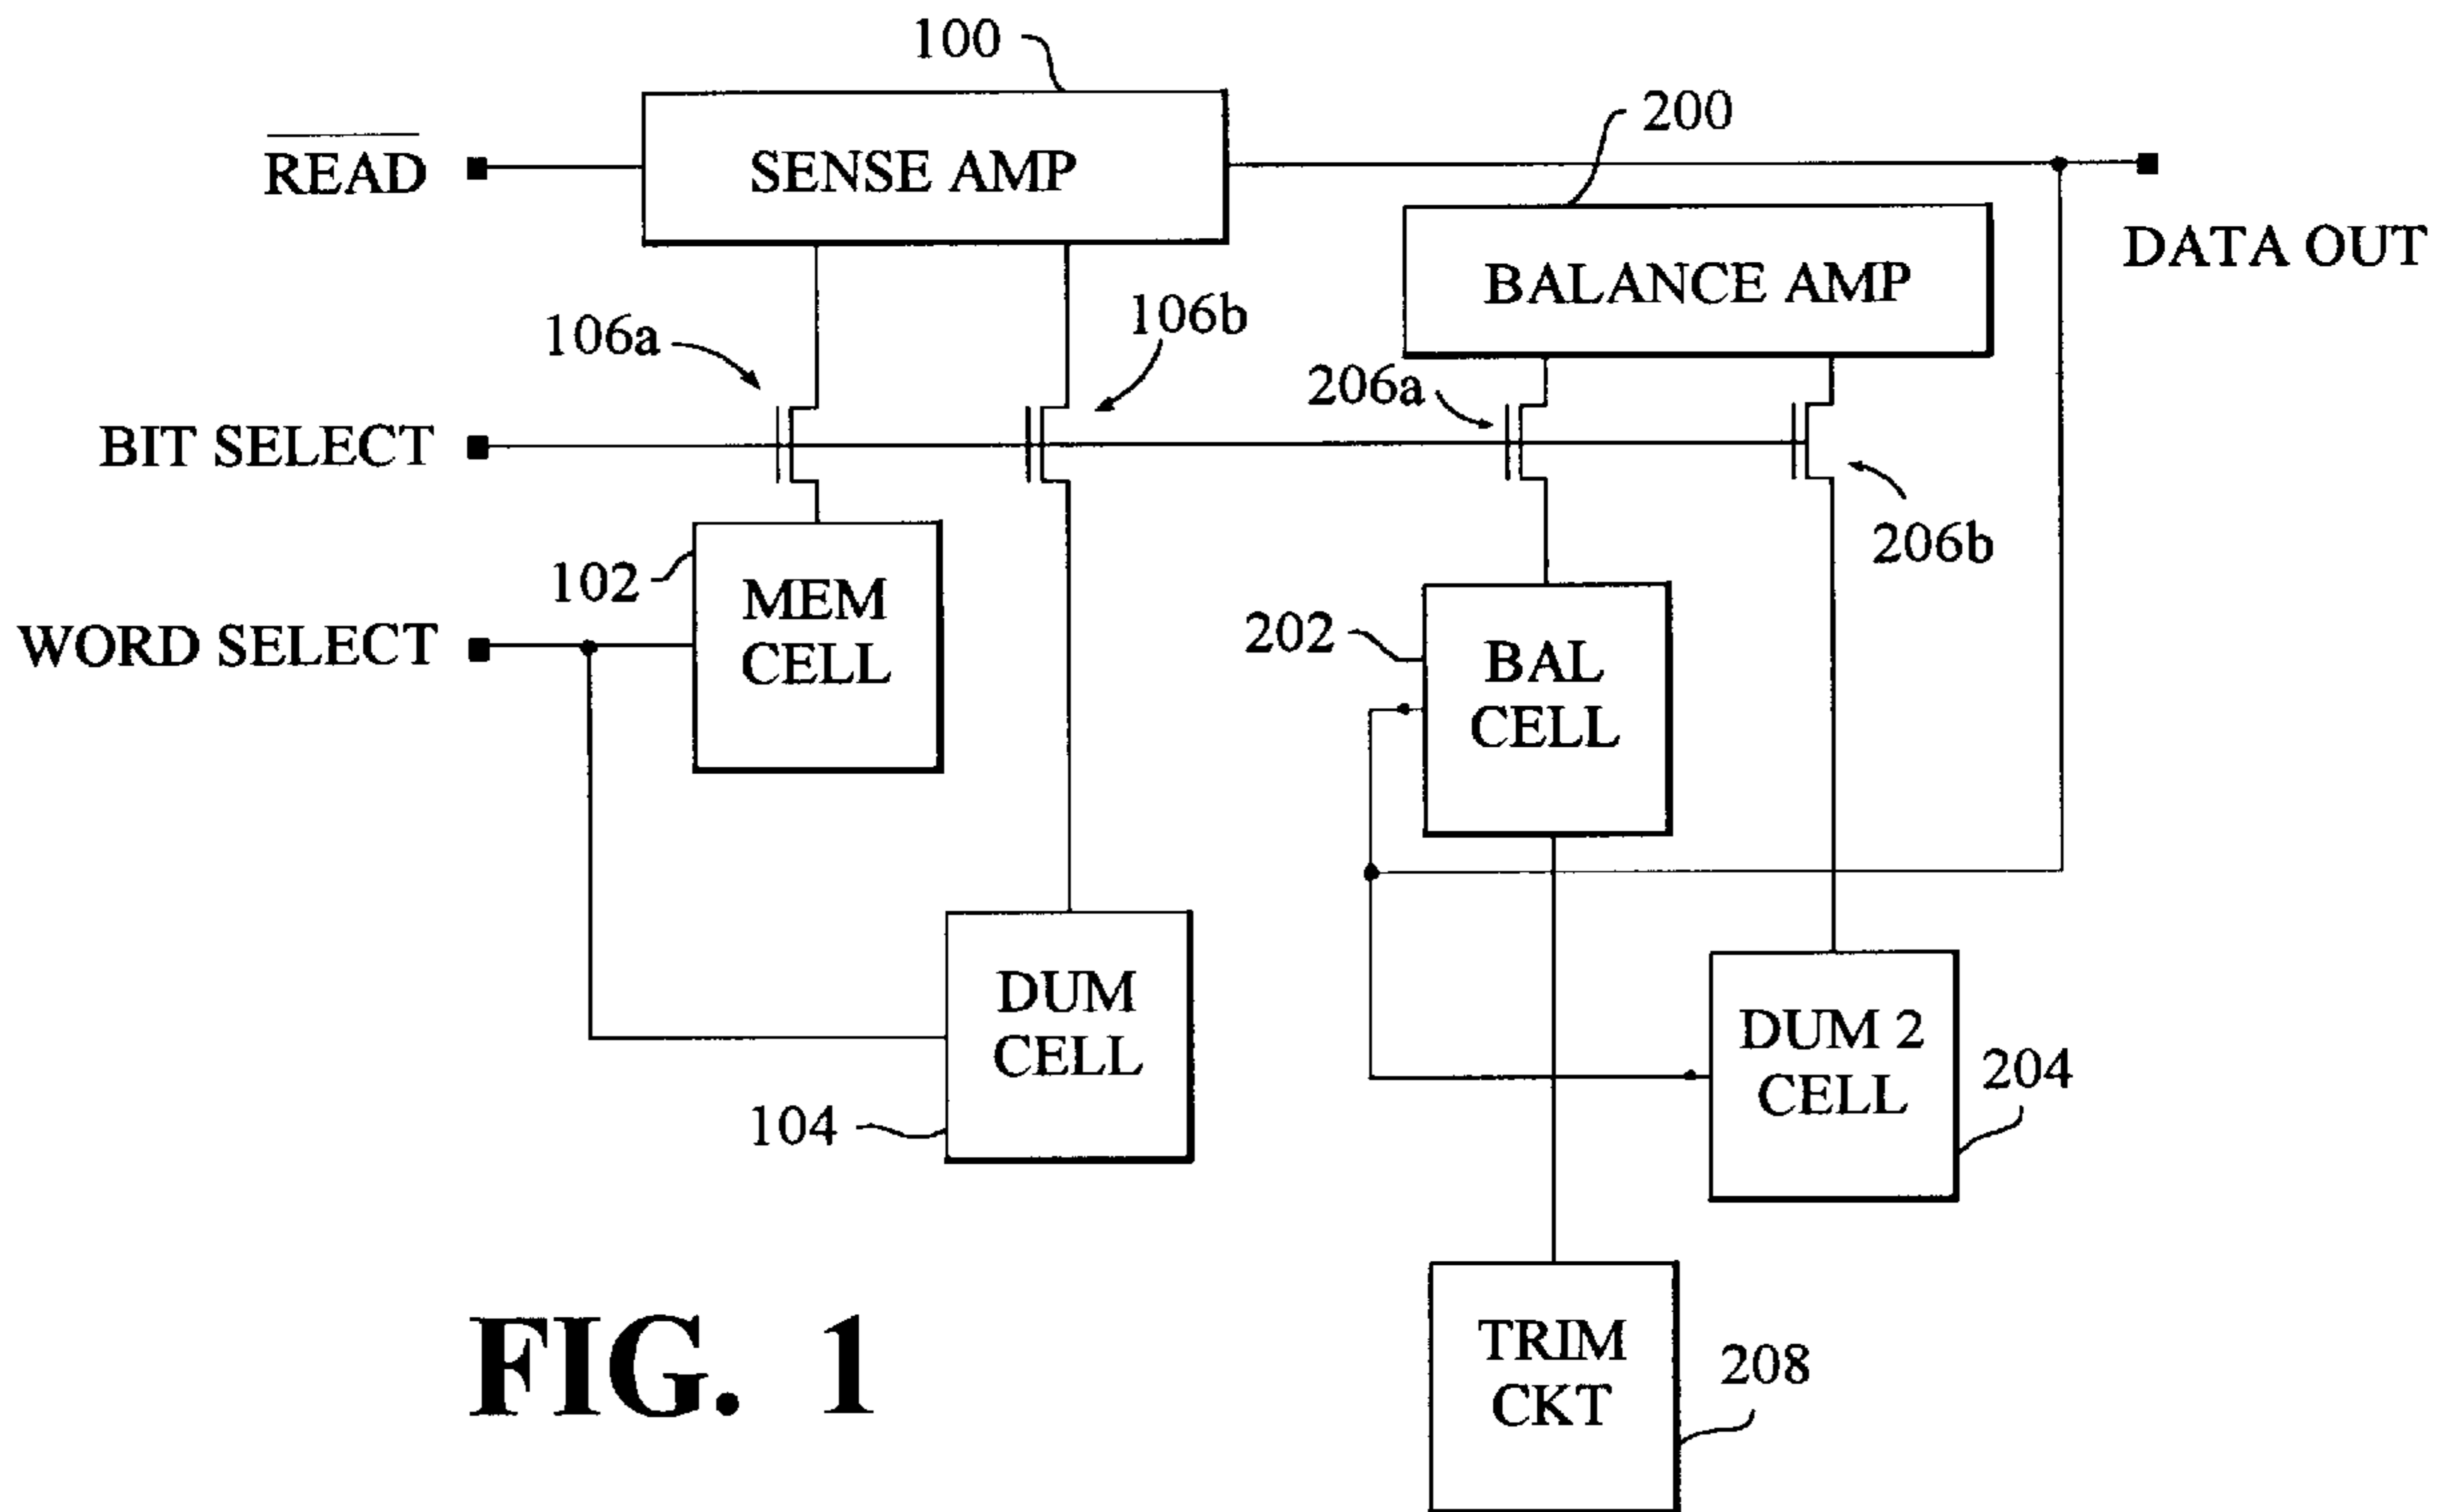 100
200
READ
SENSE AMP
DATA OUT
BALANCE AMP
106a
106b
206a
BIT SELECT
206b
102
MEM
CELL
WORD SELECT
202
BAL
CELL
DUM
CELL
104
DUM 2
CELL
204
TRIM
CKT
208
FIG. 1